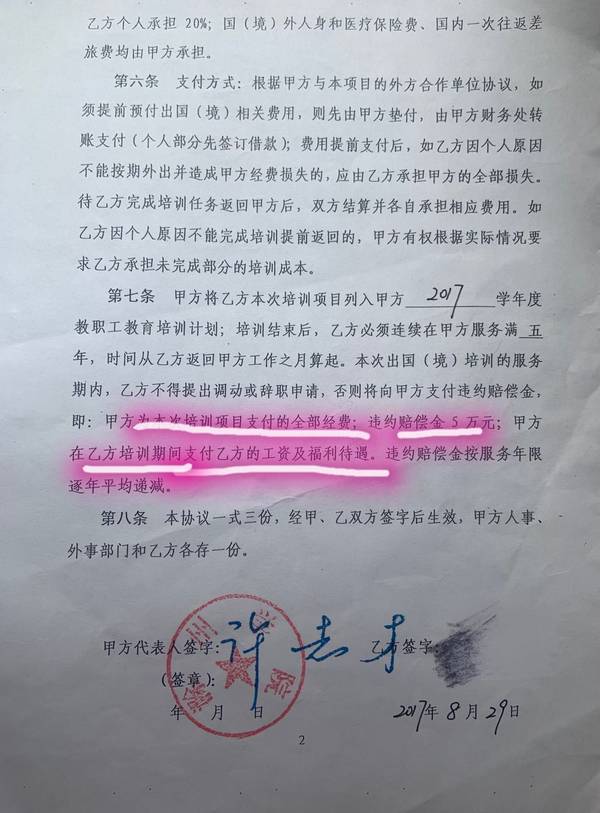 乙方个人承担 20%；国（境）外人身和医疗保险费、国内一次往返差
旅费均由甲方承担。
第六条 支付方式：根据甲方与本项目的外方合作单位协议，如
须提前预付出国（境）相关费用，则先由甲方垫付，由甲方财务处转
账支付（个人部分先签订借款）；费用提前支付后，如乙方因个人原因
不能按期外出并造成甲方经费损失的，应由乙方承担甲方的全部损失。
待乙方完成培训任务返回甲方后，双方结算并各自承担相应费用。如
乙方因个人原因不能完成培训提前返回的，甲方有权根据实际情况要
求乙方承担未完成部分的培训成本。
第七条 甲方将乙方本次培训项目列入甲方 2017 学年度
教职工教育培训计划；培训结束后，乙方必须连续在甲方服务满 五
年，时间从乙方返回甲方工作之月算起。本次出国（境）培训的服务
期内，乙方不得提出调动或辞职申请，否则将向甲方支付违约赔偿金，
即：甲方为本次培训项目支付的全部经费；违约赔偿金 5 万元；甲方
在乙方培训期间支付乙方的工资及福利待遇。违约赔偿金按服务年限
逐年平均递减。
第八条 本协议一式三份，经甲、乙双方签字后生效，甲方人事、
外事部门和乙方各存一份。
甲方代表人签字：许志才 乙方签字：
（签章）：
年 月 日 2017年 8 月 29日
2